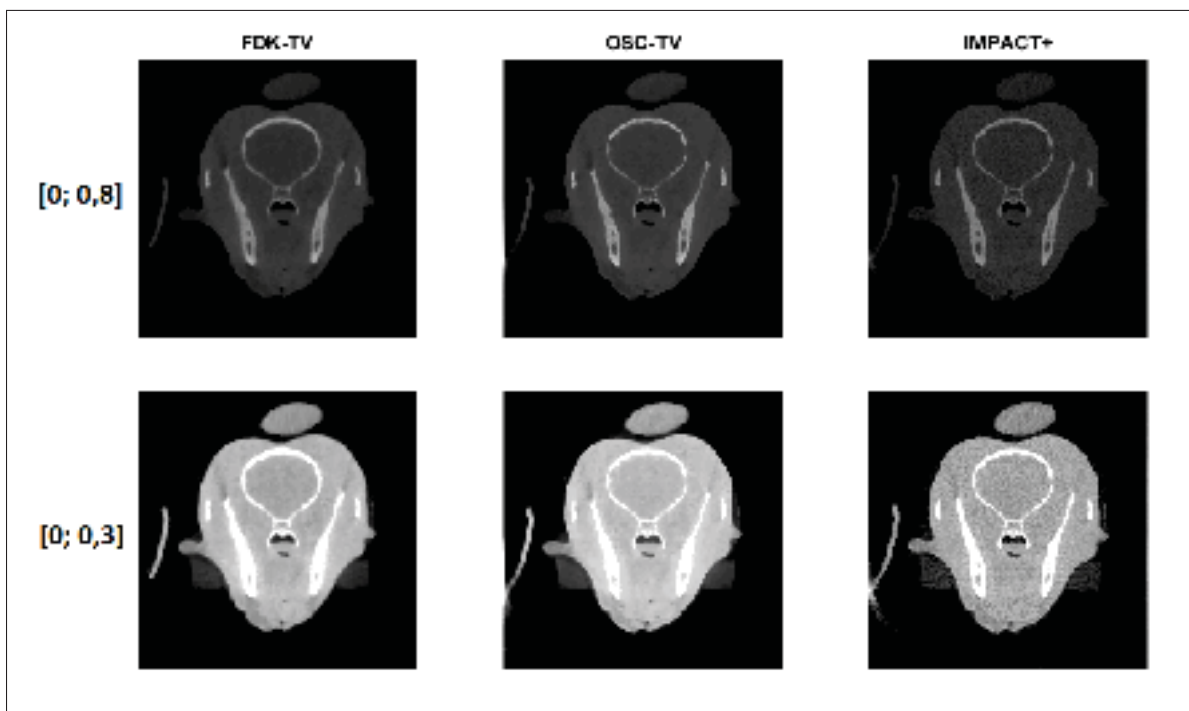 FDK-TV
OSC-TV
IMPACT+
[0; 0,8]
[0; 0,3]